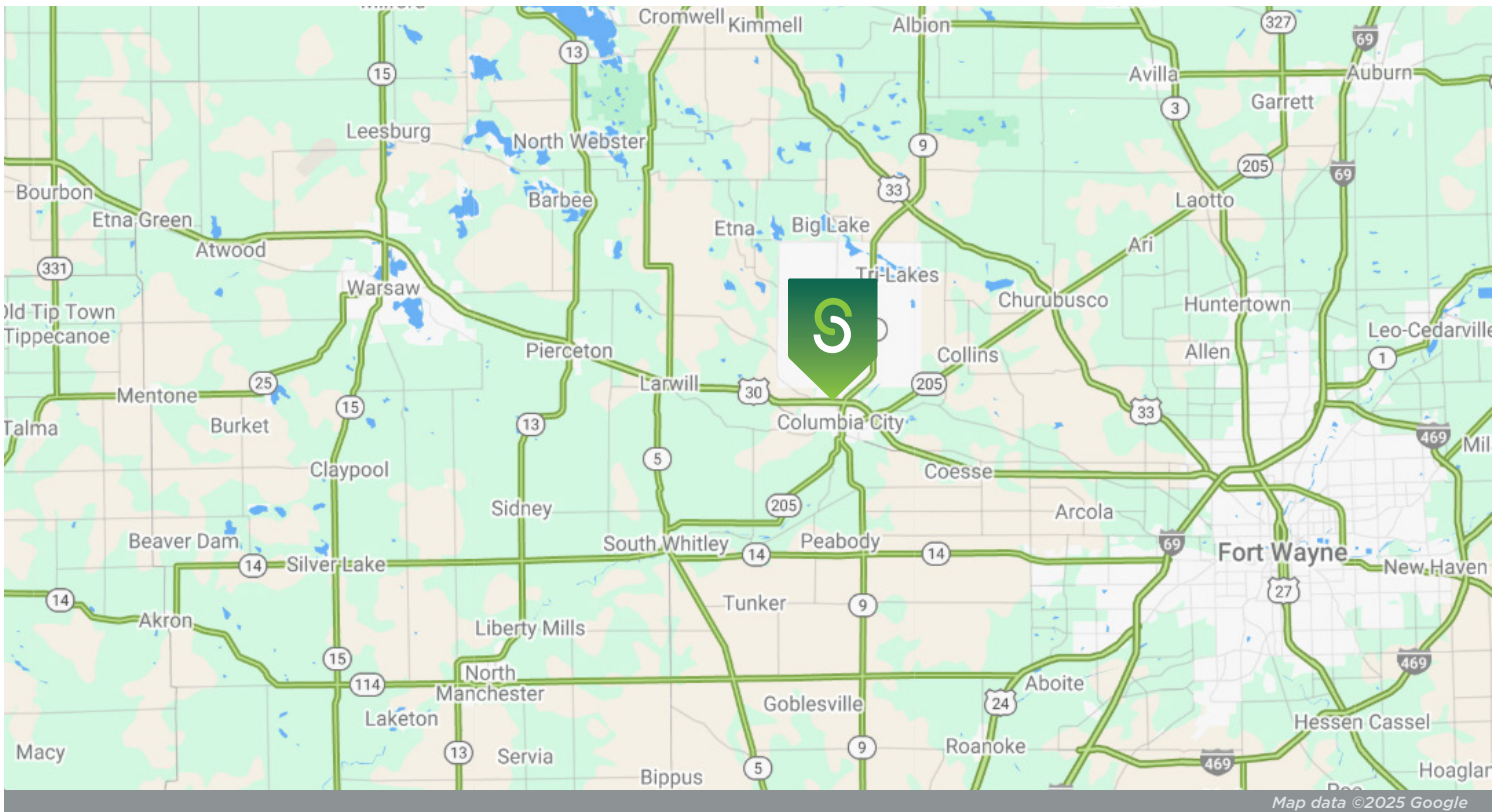 Milford
Cromwell
Kimmell
Albion
327
69
13
15
Avilla
Auburn
3
Garrett
Leesburg
North Webster
9
205
33
69
Bourbon
Etna Green
Barbee
Laotto
Atwood
Etna
Big Lake
Ari
331
Tri-Lakes
Warsaw
Churubusco
Huntertown
Old Tip Town
Tippecanoe
S
Leo-Cedarville
Pierceton
Collins
Allen
1
25
Larwill
30
205
Mentone
15
33
Talma
Burket
13
Columbia City
469
5
Claypool
Coesse
Sidney
205
Arcola
Beaver Dam
South Whitley
Peabody
69
14
Silver Lake
14
14
Fort Wayne
New Haven
14
Tunker
9
27
Akron
Liberty Mills
15
469
114
North
Manchester
Aboite
Goblesville
24
Laketon
Hessen Cassel
Macy
13
Servia
9
Roanoke
469
Bippus
5
Map data ©2025 Google